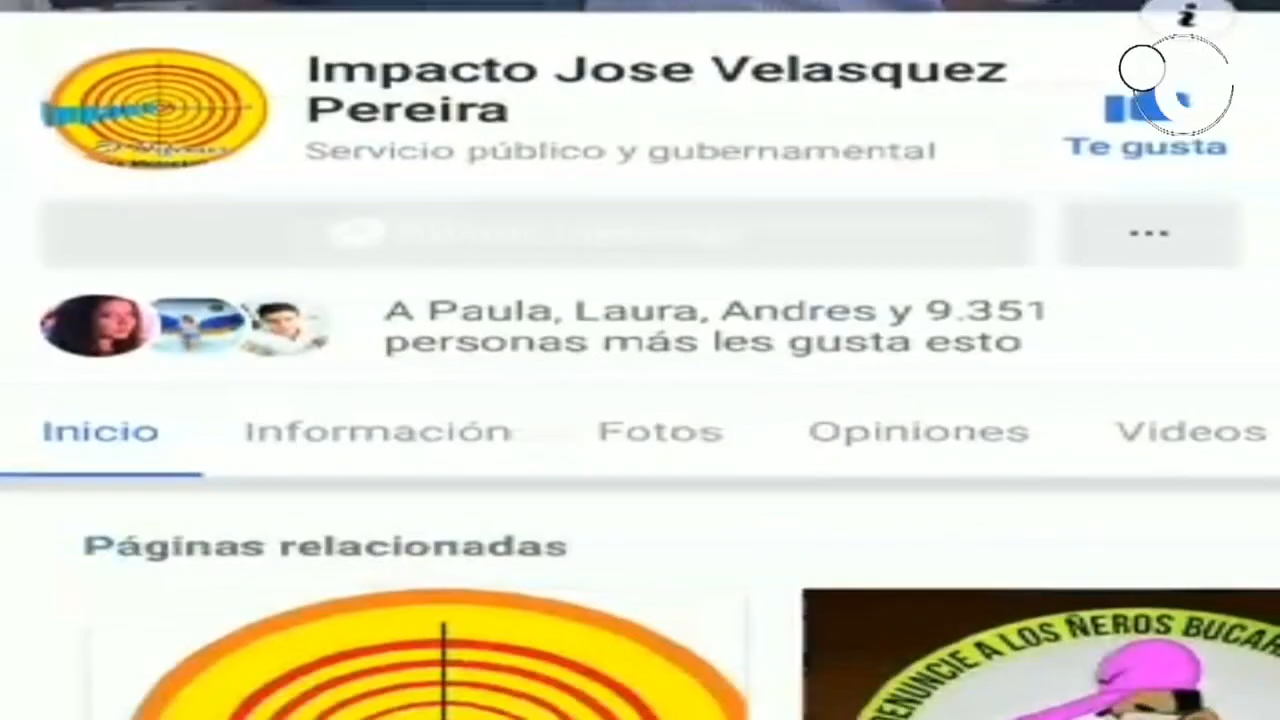 Impacto Jose Velasquez
Pereira
Servicio público y gubernamental
Te gusta
A Paula, Laura, Andres y 9.351
personas más les gusta esto
Inicio
Información
Fotos
Opiniones
Videos
Páginas relacionadas
DENUNCIE A LOS ÑEROS